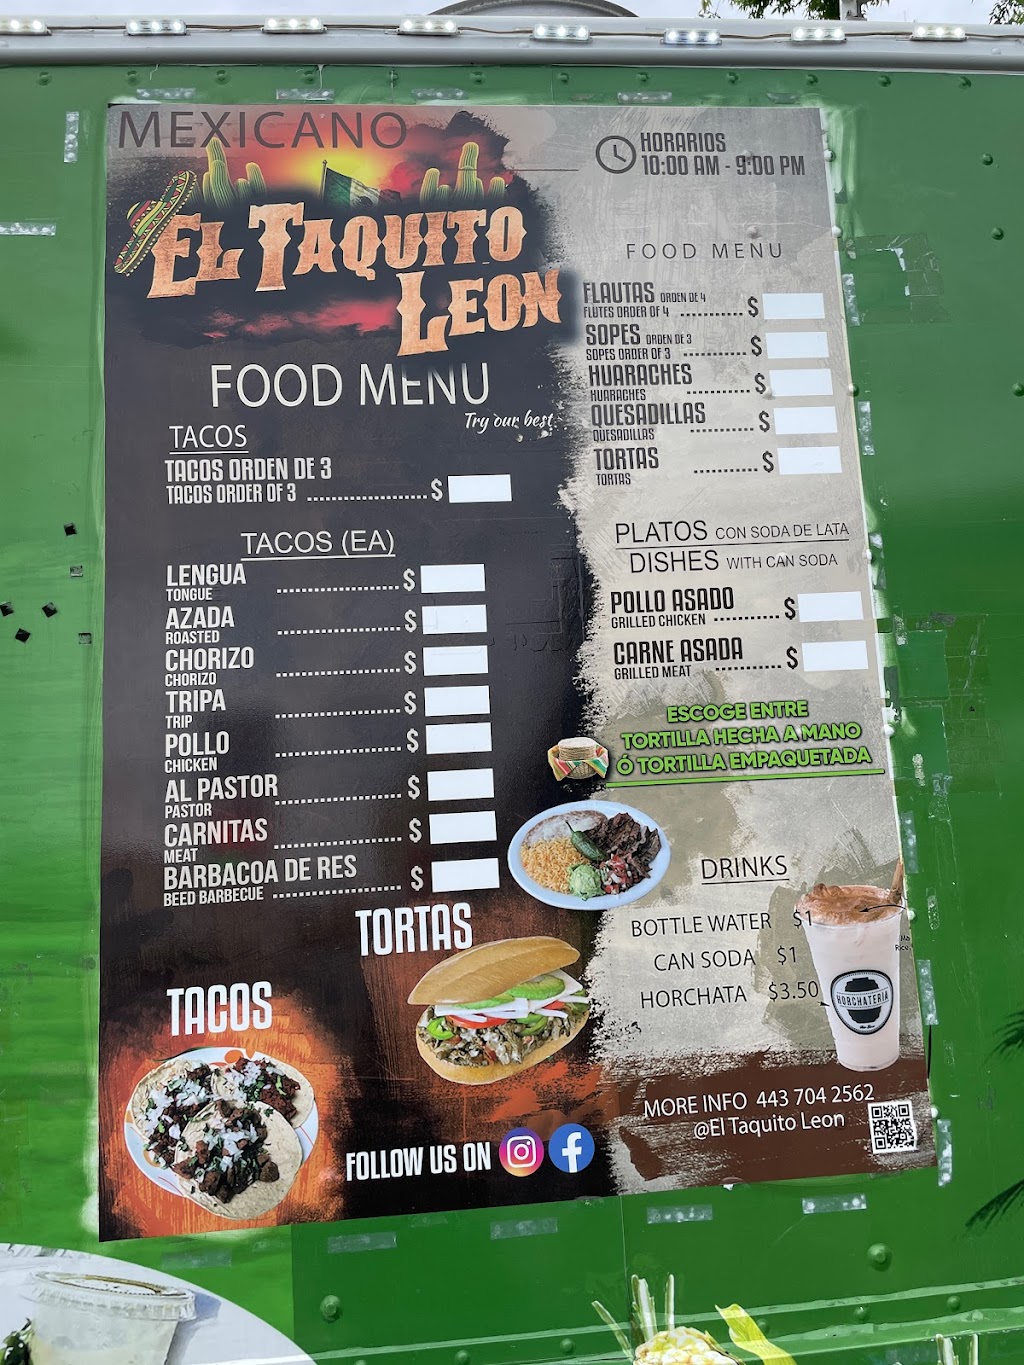 MEXICANO
EL TAQUITO
LEON
FOOD MENU
Try our best
TACOS
TACOS ORDEN DE 3
TACOS ORDER OF 3 ..................... $
TACOS (EA)
LENGUA
TONGUE ..................... $
AZADA
ROASTED ..................... $
CHORIZO
CHORIZO ..................... $
TRIPA
TRIP ..................... $
POLLO
CHICKEN ..................... $
AL PASTOR
PASTOR ..................... $
CARNITAS
MEAT ..................... $
BARBACOA DE RES
BEED BARBECUE ..................... $
TORTAS
TACOS
FOLLOW US ON
HORARIOS
10:00 AM - 9:00 PM
FOOD MENU
FLAUTAS ORDEN DE 4
FLUTES ORDER OF 4 ........... $
SOPES ORDEN DE 3
SOPES ORDER OF 3 ........... $
HUARACHES
HUARACHES ........... $
QUESADILLAS
QUESADILLAS ........... $
TORTAS
TORTAS ........... $
PLATOS CON SODA DE LATA
DISHES WITH CAN SODA
POLLO ASADO
GRILLED CHICKEN ........... $
CARNE ASADA
GRILLED MEAT ........... $
ESCOGE ENTRE
TORTILLA HECHA A MANO
Ó TORTILLA EMPAQUETADA
DRINKS
BOTTLE WATER $1
CAN SODA $1
HORCHATA $3.50
HORCHATERIA
MORE INFO 443 704 2562
@El Taquito Leon